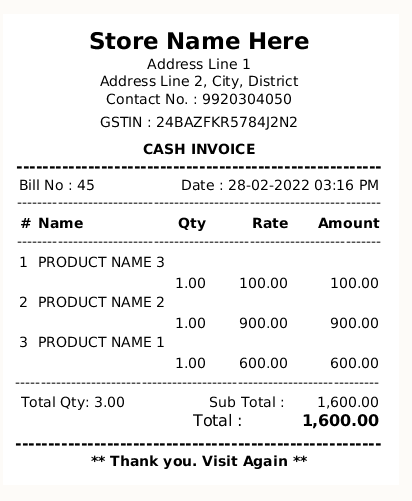 Store Name Here
Address Line 1
Address Line 2, City, District
Contact No. : 9920304050
GSTIN : 24BAZFKR5784J2N2
CASH INVOICE
Bill No : 45 Date : 28-02-2022 03:16 PM
# Name Qty Rate Amount
1 PRODUCT NAME 3
1.00 100.00 100.00
2 PRODUCT NAME 2
1.00 900.00 900.00
3 PRODUCT NAME 1
1.00 600.00 600.00
Total Qty: 3.00 Sub Total : 1,600.00
Total : 1,600.00
** Thank you. Visit Again **